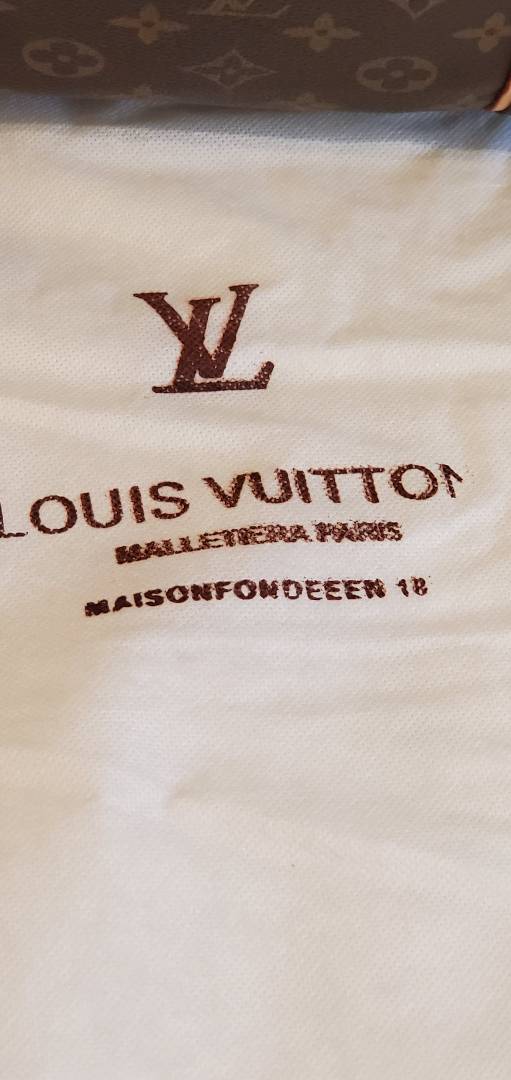 LV
LOUIS VUITTON
MALLETIERA PARIS
MAISONFONDEEEN 18